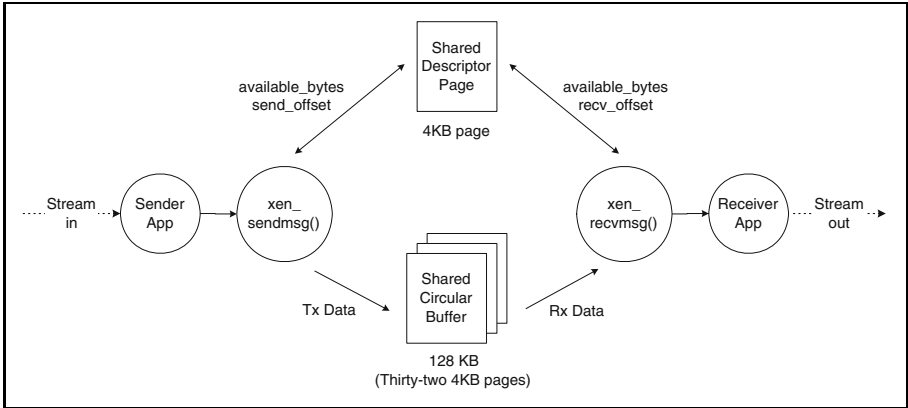 Shared
Descriptor
Page
4KB page
available_bytes
send_offset
available_bytes
recv_offset
Stream
in
Sender
App
xen_
sendmsg()
xen_
recvmsg()
Receiver
App
Stream
out
Tx Data
Shared
Circular
Buffer
Rx Data
128 KB
(Thirty-two 4KB pages)